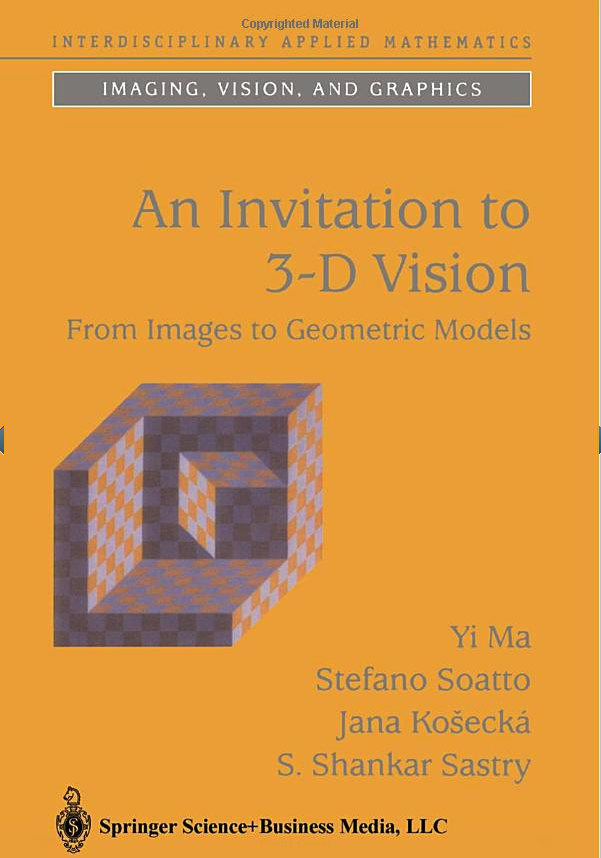 Copyrighted Material
INTERDISCIPLINARY APPLIED MATHEMATICS
IMAGING, VISION, AND GRAPHICS
An Invitation to
3-D Vision
From Images to Geometric Models
Yi Ma
Stefano Soatto
Jana Košecká
S. Shankar Sastry
Springer Science+Business Media, LLC